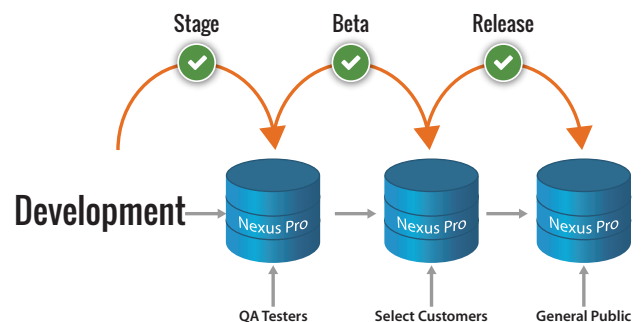 Stage
Beta
Release
Development
Nexus Pro
Nexus Pro
Nexus Pro
QA Testers
Select Customers
General Public